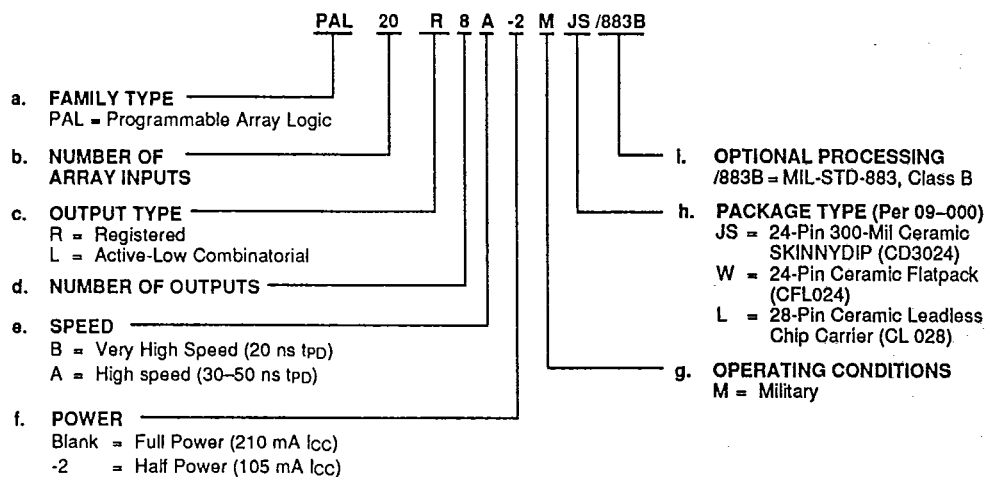 PAL 20 R 8 A -2 M JS /883B
a. FAMILY TYPE
PAL = Programmable Array Logic
b. NUMBER OF
ARRAY INPUTS
c. OUTPUT TYPE
R = Registered
L = Active-Low Combinatorial
d. NUMBER OF OUTPUTS
e. SPEED
B = Very High Speed (20 ns tPD)
A = High speed (30–50 ns tPD)
f. POWER
Blank = Full Power (210 mA ICC)
-2 = Half Power (105 mA ICC)
i. OPTIONAL PROCESSING
/883B = MIL-STD-883, Class B
h. PACKAGE TYPE (Per 09–000)
JS = 24-Pin 300-Mil Ceramic
SKINNYDIP (CD3024)
W = 24-Pin Ceramic Flatpack
(CFL024)
L = 28-Pin Ceramic Leadless
Chip Carrier (CL 028)
g. OPERATING CONDITIONS
M = Military